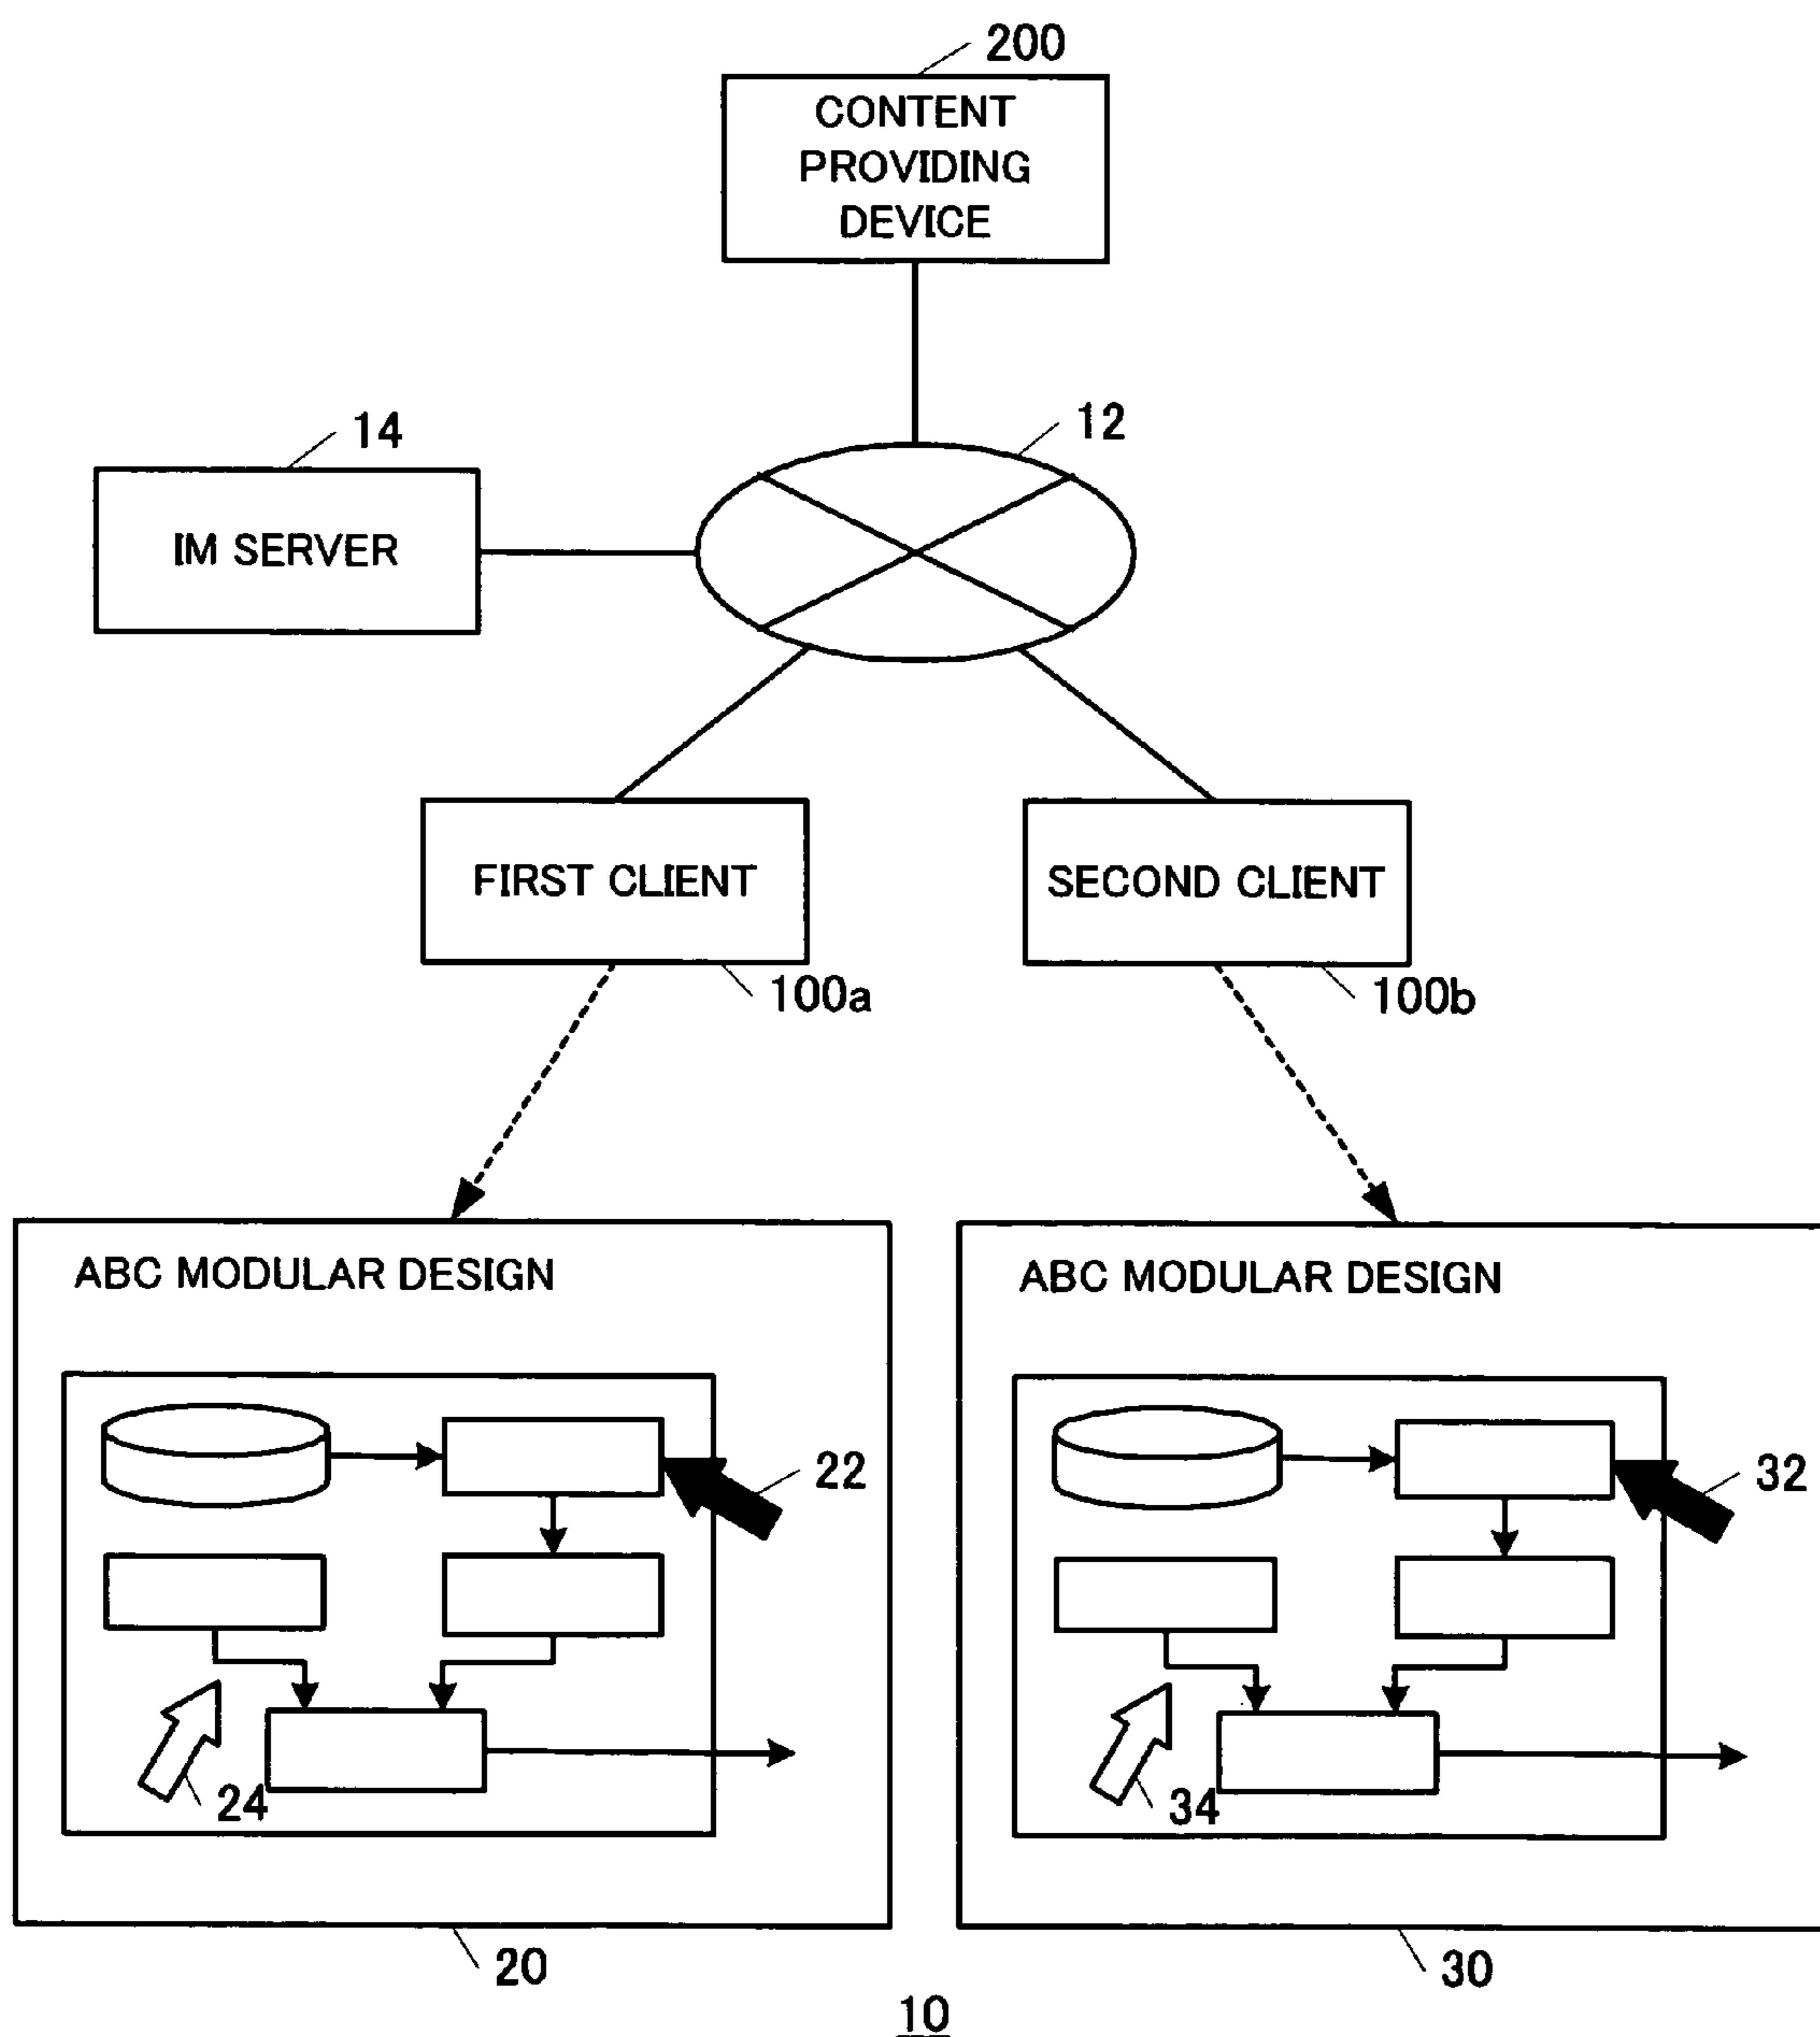 200
CONTENT
PROVIDING
DEVICE
14
12
IM SERVER
FIRST CLIENT
SECOND CLIENT
100a
100b
ABC MODULAR DESIGN
ABC MODULAR DESIGN
22
32
24
34
20
30
10